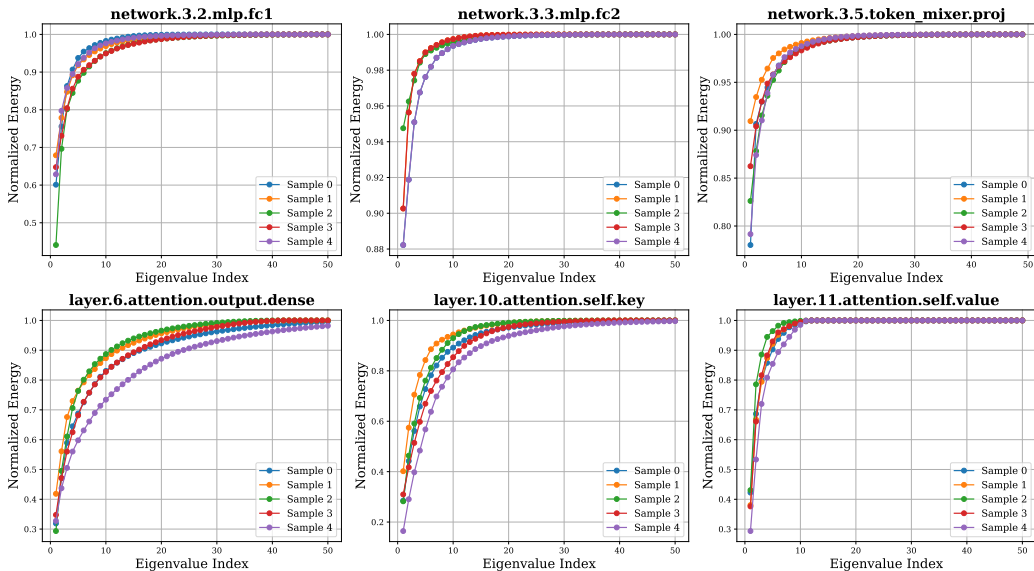 network.3.2.mlp.fc1
Normalized Energy
1.0
0.9
0.8
0.7
0.6
0.5
0
10
20
30
40
50
Eigenvalue Index
Sample 0
Sample 1
Sample 2
Sample 3
Sample 4
network.3.3.mlp.fc2
Normalized Energy
1.00
0.98
0.96
0.94
0.92
0.90
0.88
0
10
20
30
40
50
Eigenvalue Index
Sample 0
Sample 1
Sample 2
Sample 3
Sample 4
network.3.5.token_mixer.proj
Normalized Energy
1.00
0.95
0.90
0.85
0.80
0
10
20
30
40
50
Eigenvalue Index
Sample 0
Sample 1
Sample 2
Sample 3
Sample 4
layer.6.attention.output.dense
Normalized Energy
1.0
0.9
0.8
0.7
0.6
0.5
0.4
0.3
0
10
20
30
40
50
Eigenvalue Index
Sample 0
Sample 1
Sample 2
Sample 3
Sample 4
layer.10.attention.self.key
Normalized Energy
1.0
0.8
0.6
0.4
0.2
0
10
20
30
40
50
Eigenvalue Index
Sample 0
Sample 1
Sample 2
Sample 3
Sample 4
layer.11.attention.self.value
Normalized Energy
1.0
0.9
0.8
0.7
0.6
0.5
0.4
0.3
0
10
20
30
40
50
Eigenvalue Index
Sample 0
Sample 1
Sample 2
Sample 3
Sample 4